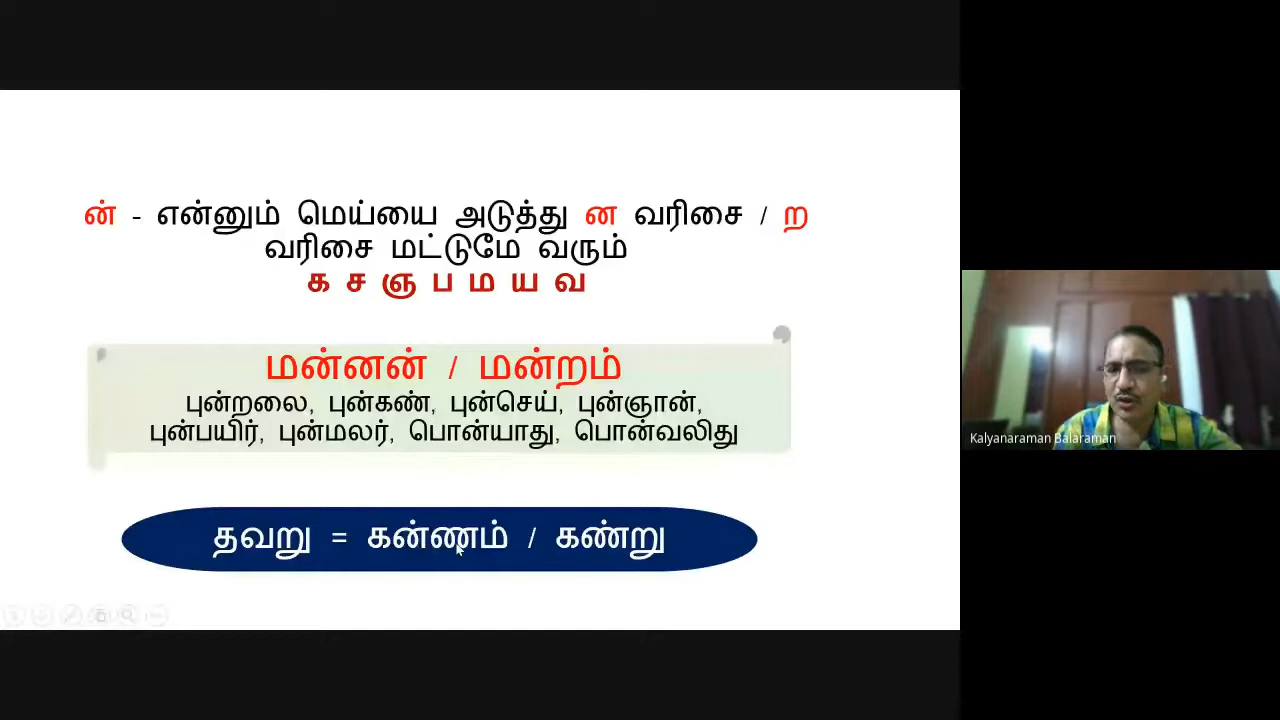 ன் - என்னும் மெய்யை அடுத்து ன வரிசை / ற
வரிசை மட்டுமே வரும்
க ச ஞ ப ம ய வ
மன்னன் / மன்றம்
புன்றலை, புன்கண், புன்செய், புன்ஞான்,
புன்பயிர், புன்மலர், பொன்யாது, பொன்வலிது
தவறு = கன்ணம் / கண்று
Kalyanaraman Balaraman